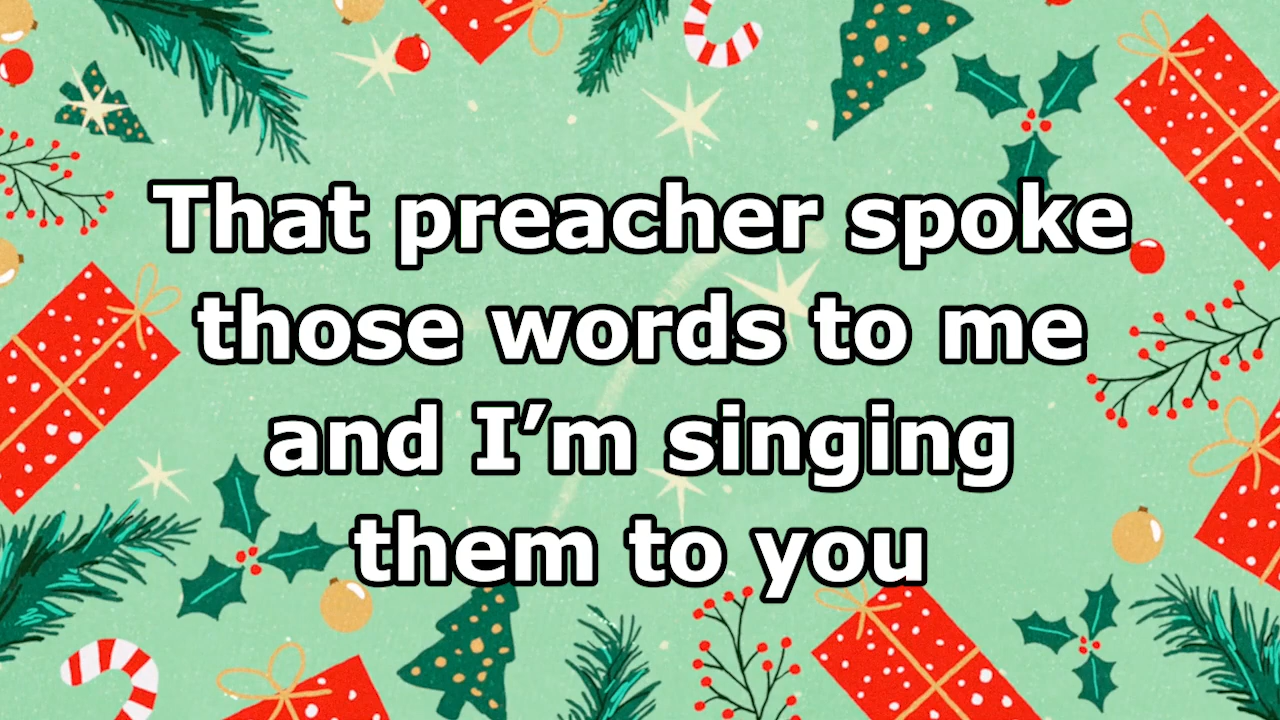 That preacher spoke
those words to me
and I’m singing
them to you